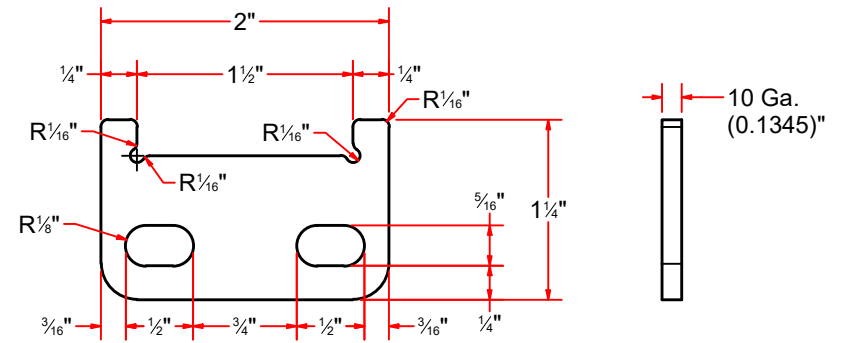 2"
¼" 1½" ¼"
R¹⁄₁₆"
10 Ga.
(0.1345)"
R¹⁄₁₆" R¹⁄₁₆"
R¹⁄₁₆"
⁵⁄₁₆" 1¼"
R⅛"
³⁄₁₆" ½" ¾" ½" ³⁄₁₆" ¼"